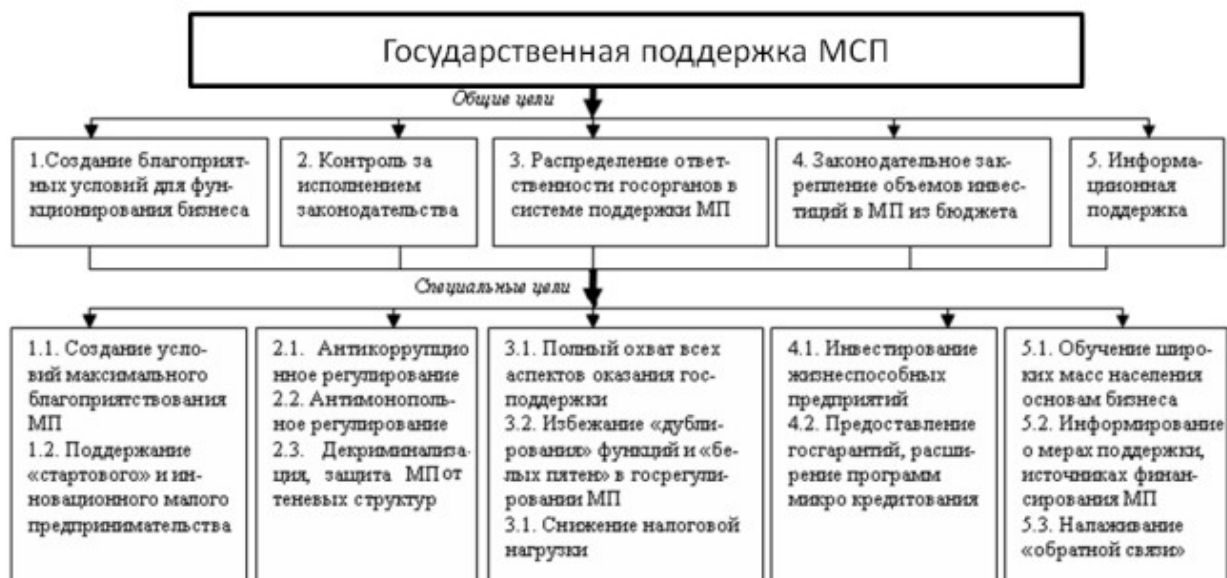 Государственная поддержка МСП
Общие цели
1.Создание благоприят-
тных условий для фун-
кционирования бизнеса
2. Контроль за
исполнением
законодательства
3. Распределение ответ-
ственности госорганов в
системе поддержки МП
4. Законодательное зак-
репление объемов инвес-
тиций в МП из бюджета
5. Информа-
ционная
поддержка
Специальные цели
1.1. Создание усло-
вий максимального
благоприятствования
МП
1.2. Поддержание
«стартового» и ин-
новационного малого
предпринимательства
2.1. Антикоррупцио
нное регулирование
2.2. Антимонополь-
ное регулирование
2.3. Декриминализа-
ция, защита МП от
теневых структур
3.1. Полный охват всех
аспектов оказания гос-
поддержки
3.2. Избежание «дубли-
рования» функций и «бе-
лых пятен» в госрегули-
ровании МП
3.1. Снижение налоговой
нагрузки
4.1. Инвестирование
жизнеспособных
предприятий
4.2. Предоставление
госгарантий, расши-
рение программ
микро кредитования
5.1. Обучение широ-
ких масс населения
основам бизнеса
5.2. Информирование
о мерах поддержки,
источниках финан-
сирования МП
5.3. Налаживание
«обратной связи»